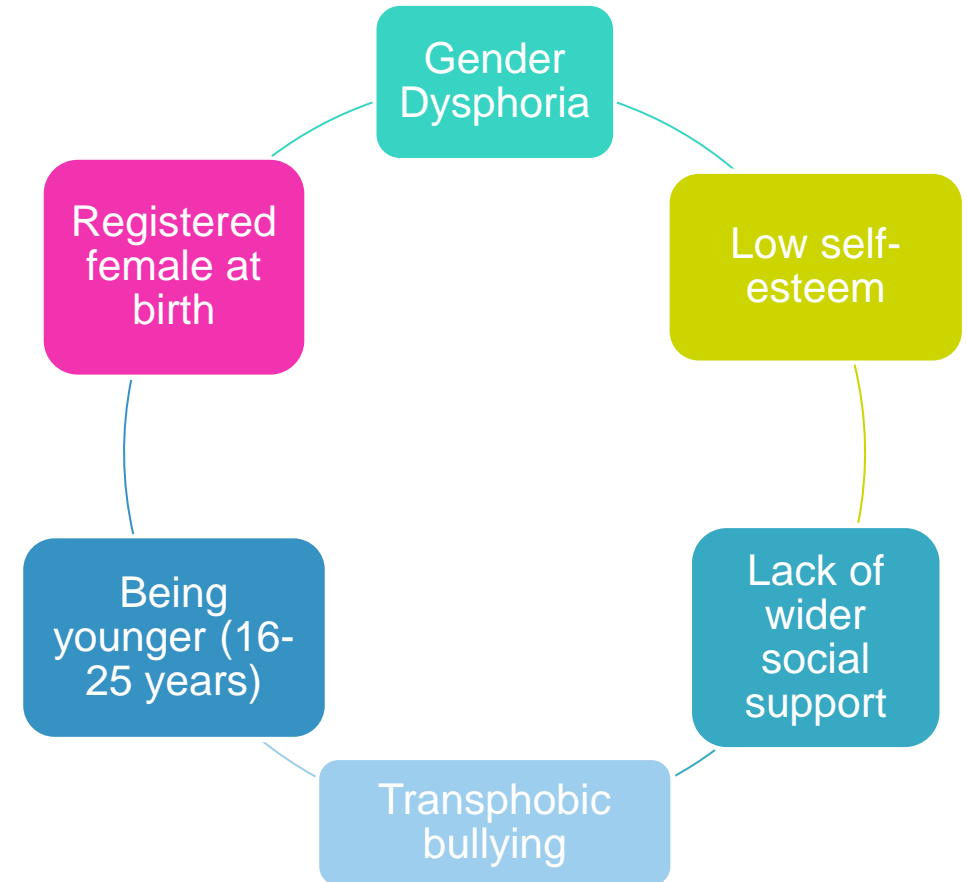 Gender
Dysphoria
Low self-
esteem
Lack of
wider
social
support
Transphobic
bullying
Being
younger (16-
25 years)
Registered
female at
birth